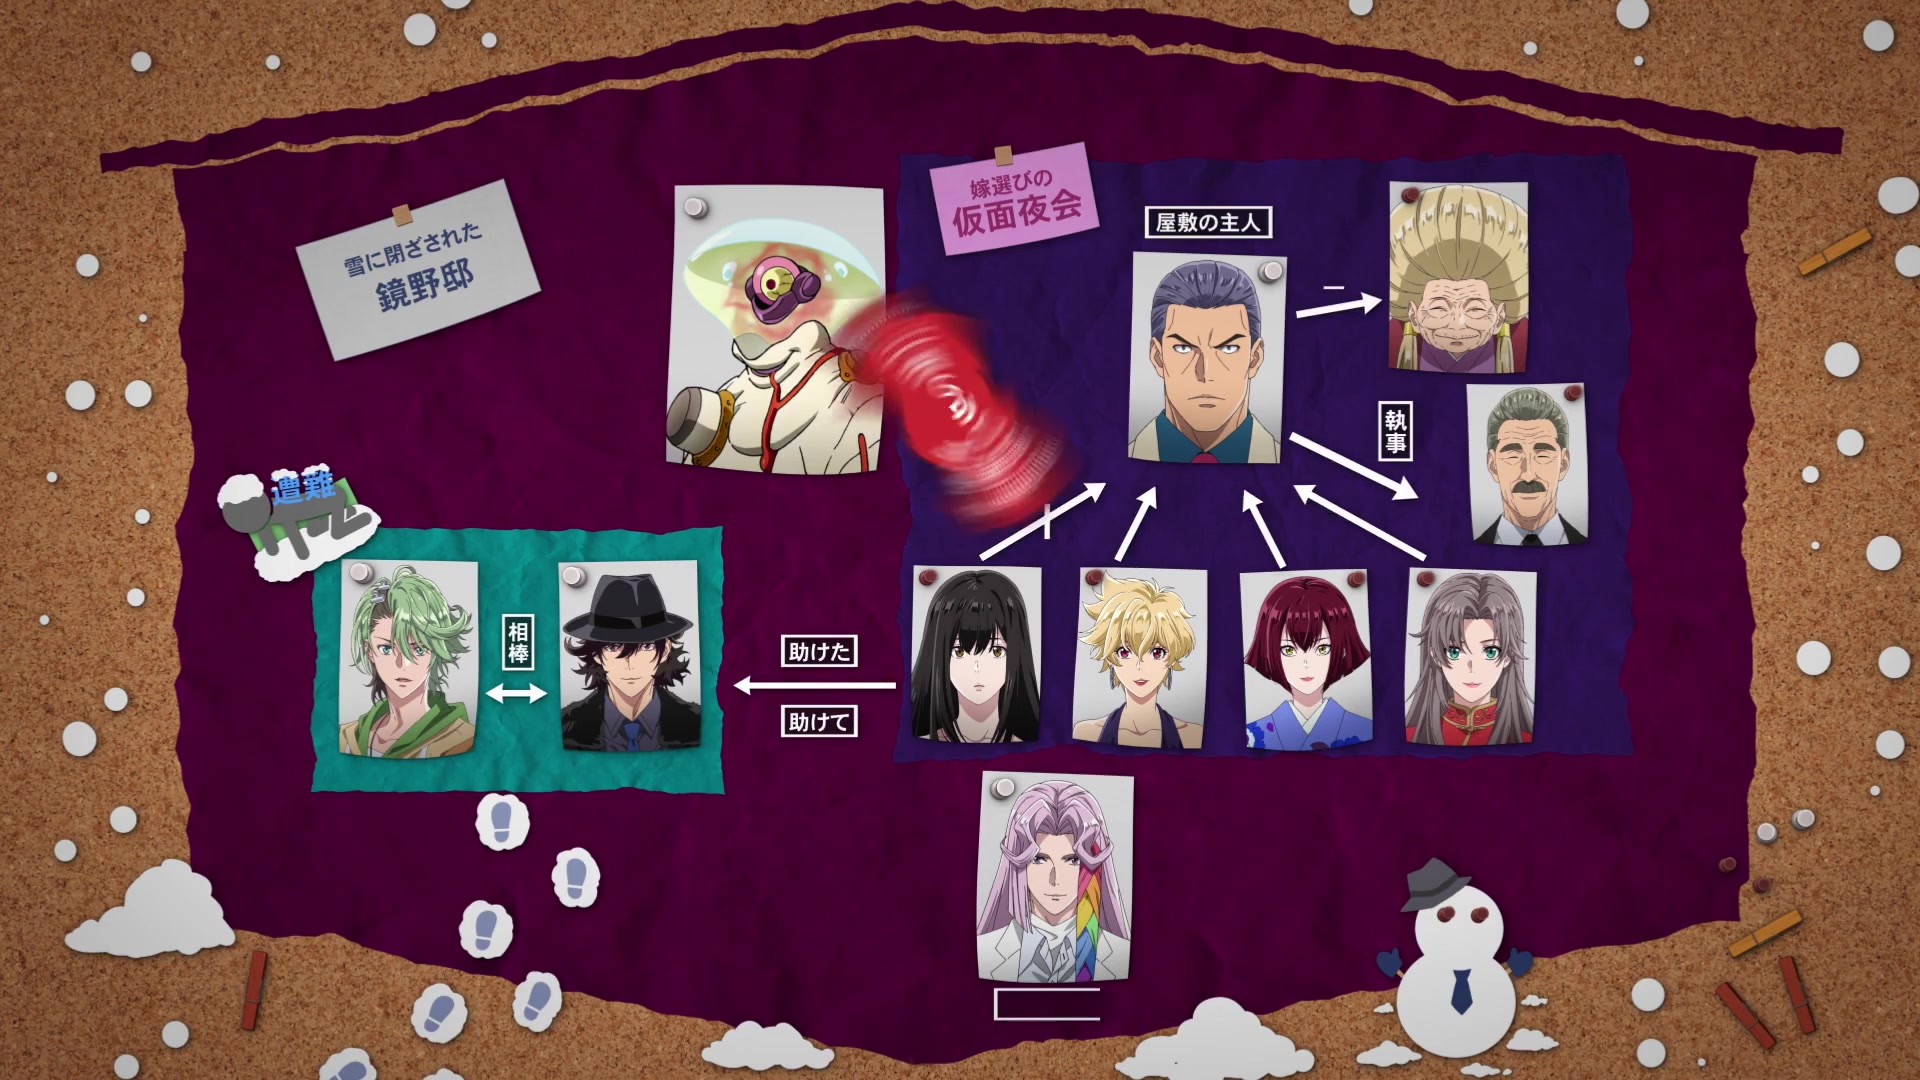 雪に閉ざされた
鏡野邸
嫁選びの
仮面夜会
屋敷の主人
執事
遭難
相棒
助けた
助けて